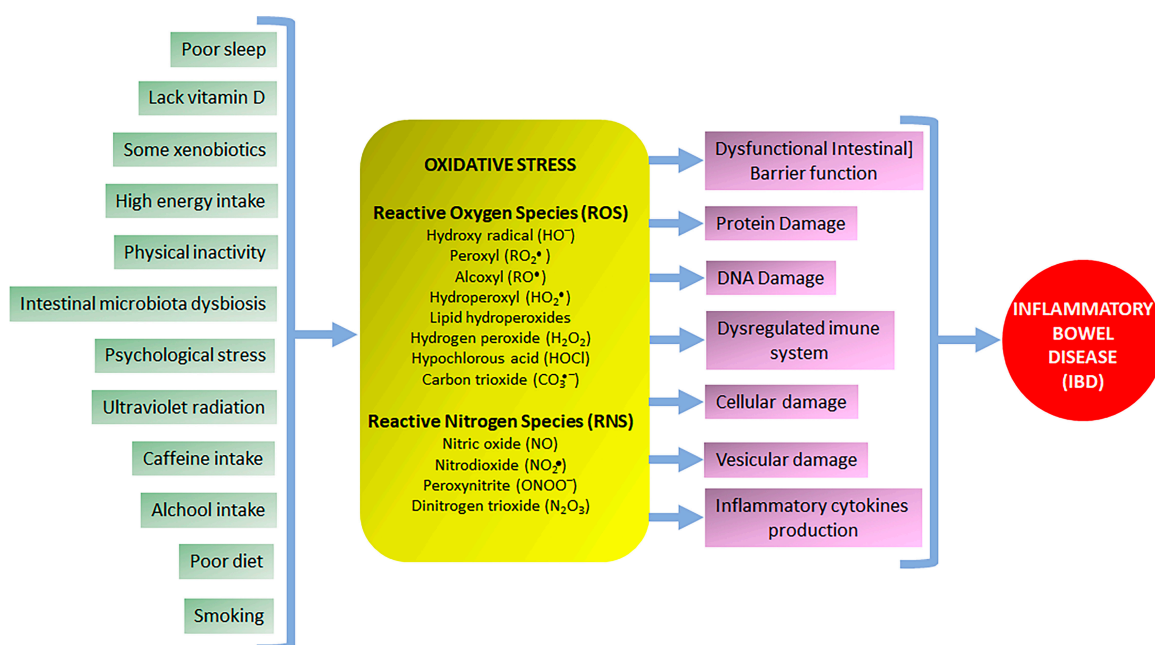 Poor sleep
Lack vitamin D
Some xenobiotics
High energy intake
Physical inactivity
Intestinal microbiota dysbiosis
Psychological stress
Ultraviolet radiation
Caffeine intake
Alchool intake
Poor diet
Smoking
OXIDATIVE STRESS
Reactive Oxygen Species (ROS)
Hydroxy radical (HO⁻)
Peroxyl (RO₂•)
Alcoxyl (RO•)
Hydroperoxyl (HO₂•)
Lipid hydroperoxides
Hydrogen peroxide (H₂O₂)
Hypochlorous acid (HOCl)
Carbon trioxide (CO₃•⁻)
Reactive Nitrogen Species (RNS)
Nitric oxide (NO)
Nitrodioxide (NO₂•)
Peroxynitrite (ONOO⁻)
Dinitrogen trioxide (N₂O₃)
Dysfunctional Intestinal]
Barrier function
Protein Damage
DNA Damage
Dysregulated imune
system
Cellular damage
Vesicular damage
Inflammatory cytokines
production
INFLAMMATORY
BOWEL
DISEASE
(IBD)